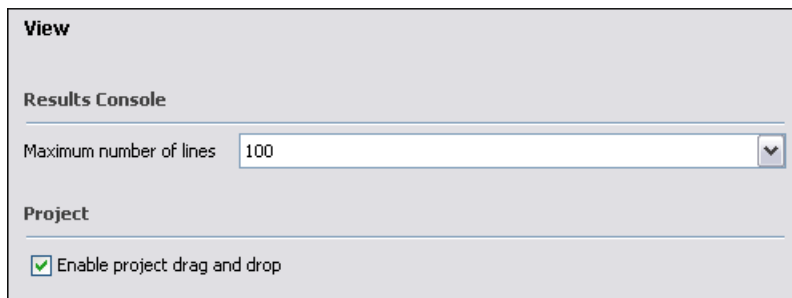 View
Results Console
Maximum number of lines 100
Project
Enable project drag and drop